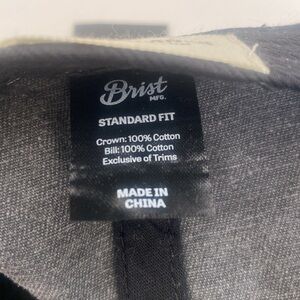 Brist
MFG.
STANDARD FIT
Crown: 100% Cotton
Bill: 100% Cotton
Exclusive of Trims
MADE IN
CHINA